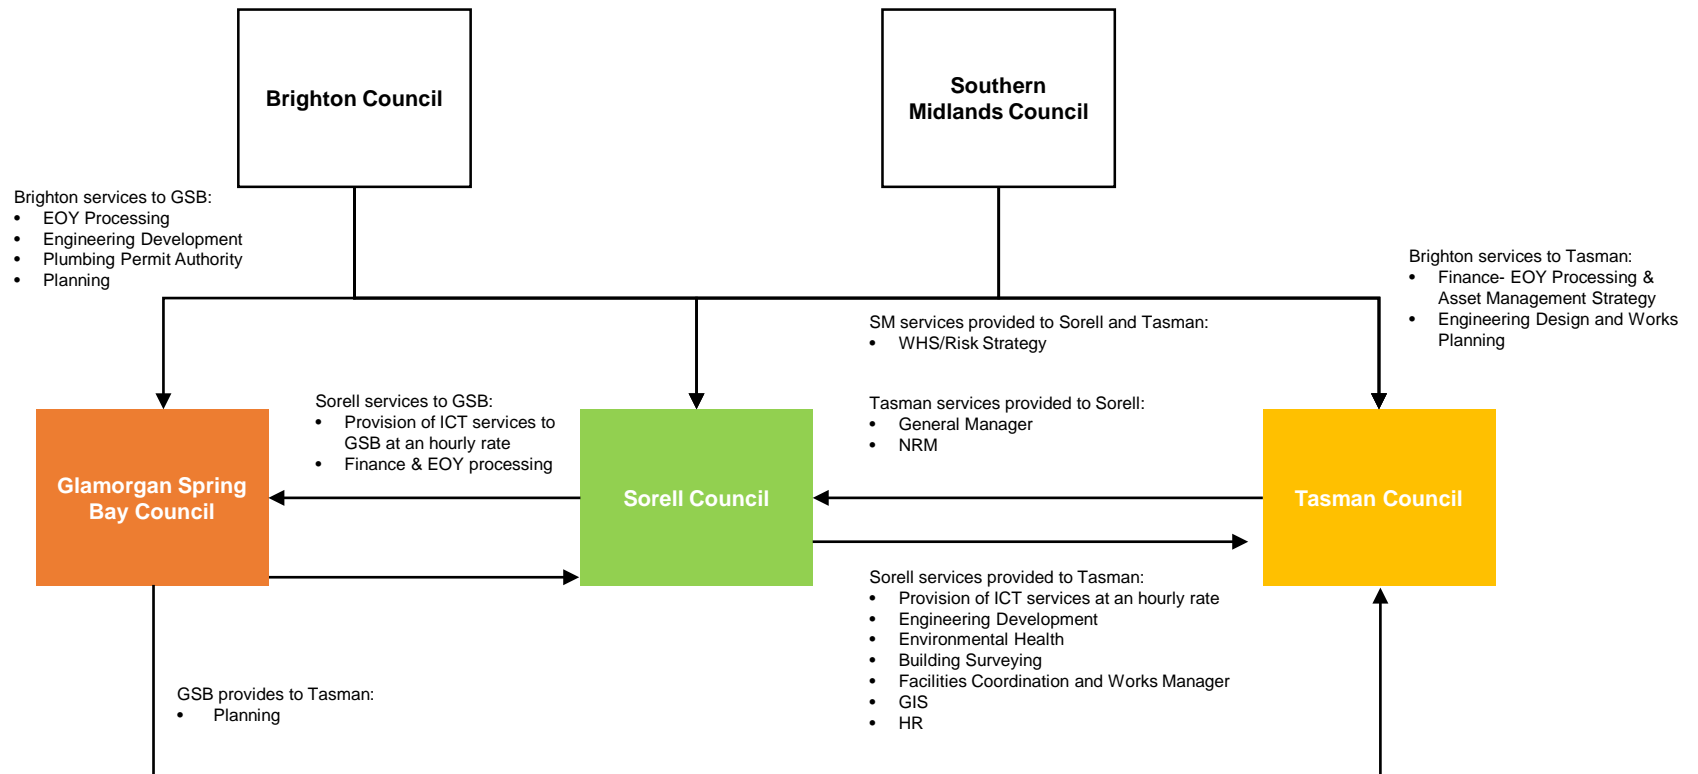 Brighton Council
Southern
Midlands Council
Brighton services to GSB:
• EOY Processing
• Engineering Development
• Plumbing Permit Authority
• Planning
Brighton services to Tasman:
• Finance- EOY Processing &
Asset Management Strategy
• Engineering Design and Works
Planning
SM services provided to Sorell and Tasman:
• WHS/Risk Strategy
Sorell services to GSB:
• Provision of ICT services to
GSB at an hourly rate
• Finance & EOY processing
Tasman services provided to Sorell:
• General Manager
• NRM
Glamorgan Spring
Bay Council
Sorell Council
Tasman Council
Sorell services provided to Tasman:
• Provision of ICT services at an hourly rate
• Engineering Development
• Environmental Health
• Building Surveying
• Facilities Coordination and Works Manager
• GIS
• HR
GSB provides to Tasman:
• Planning